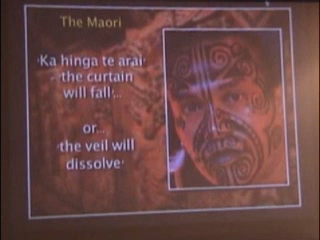 The Maori
'Ka hinga te arai'
- 'the curtain
will fall'...
or...
'the veil will
dissolve'